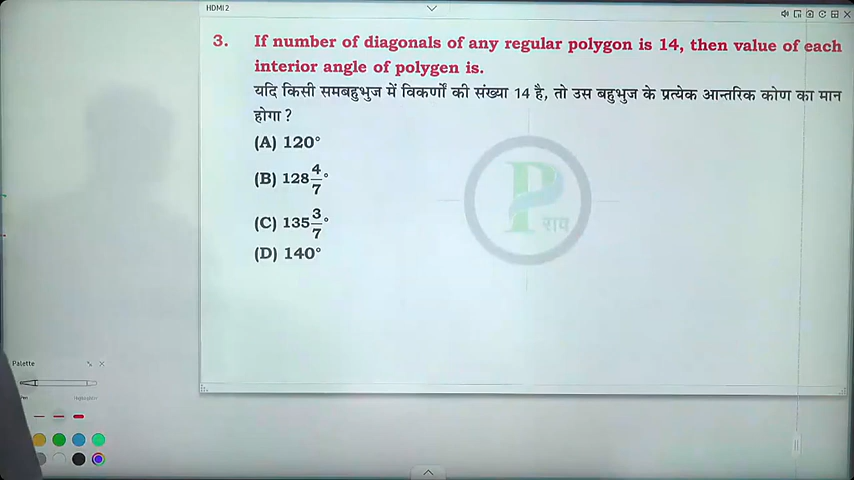 HDMI 2
3. If number of diagonals of any regular polygon is 14, then value of each
interior angle of polygen is.
यदि किसी समबहुभुज में विकर्णों की संख्या 14 है, तो उस बहुभुज के प्रत्येक आन्तरिक कोण का मान
होगा ?
(A) 120°
(B) 128 4/7°
(C) 135 3/7°
(D) 140°
P
राव
Palette